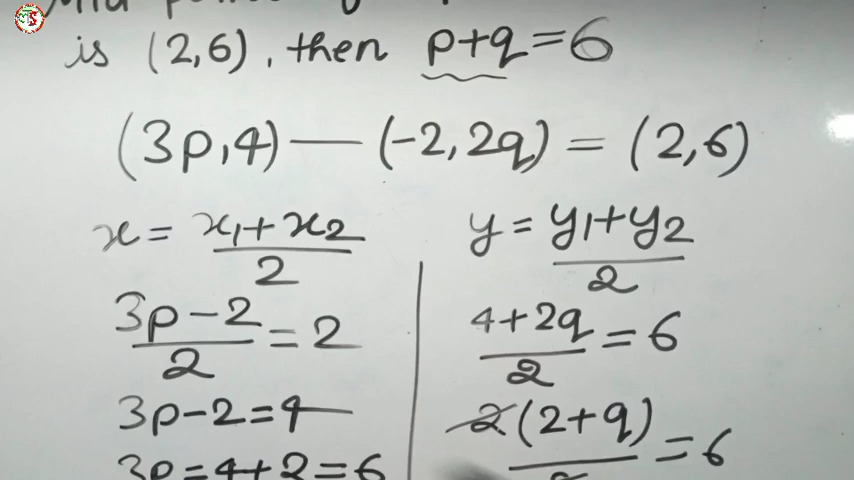 is (2,6), then p+q=6
(3p,4) — (-2,2q) = (2,6)
x = x₁+x₂/2
3p-2/2 = 2
3p-2=4
3p=4+2=6
y = y₁+y₂/2
4+2q/2 = 6
2(2+q)/2 = 6